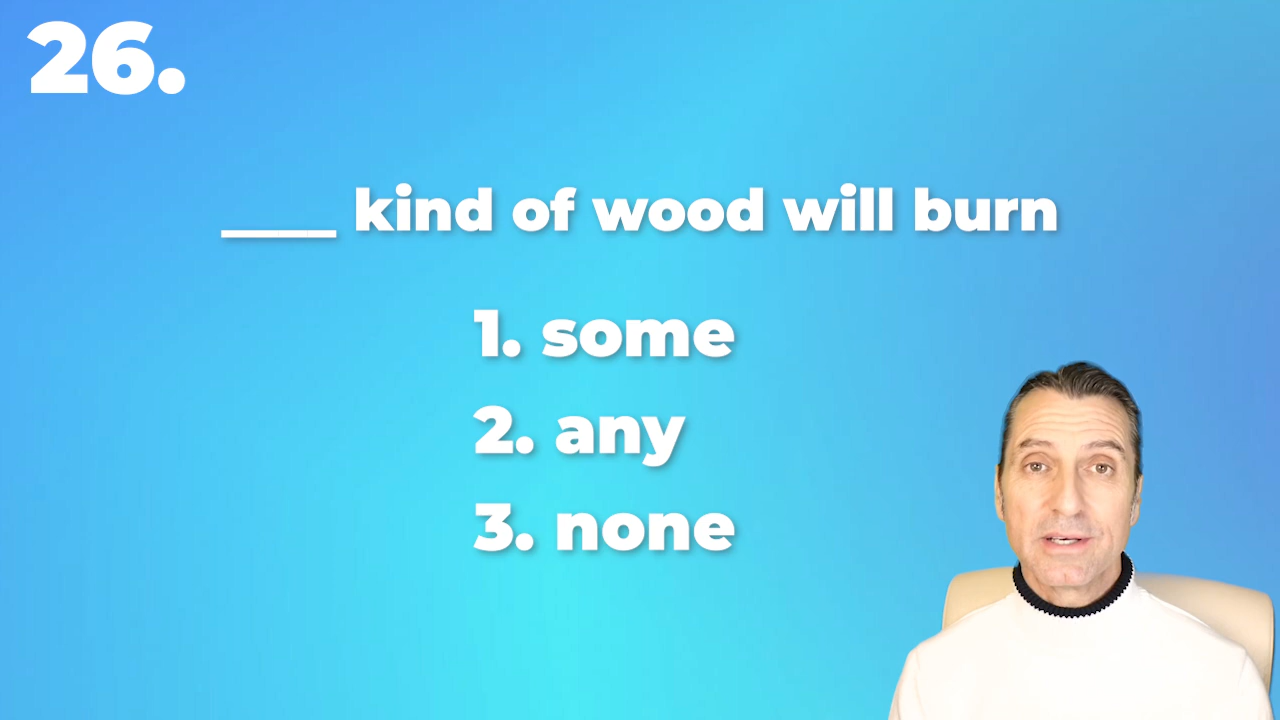 26.
____ kind of wood will burn
1. some
2. any
3. none